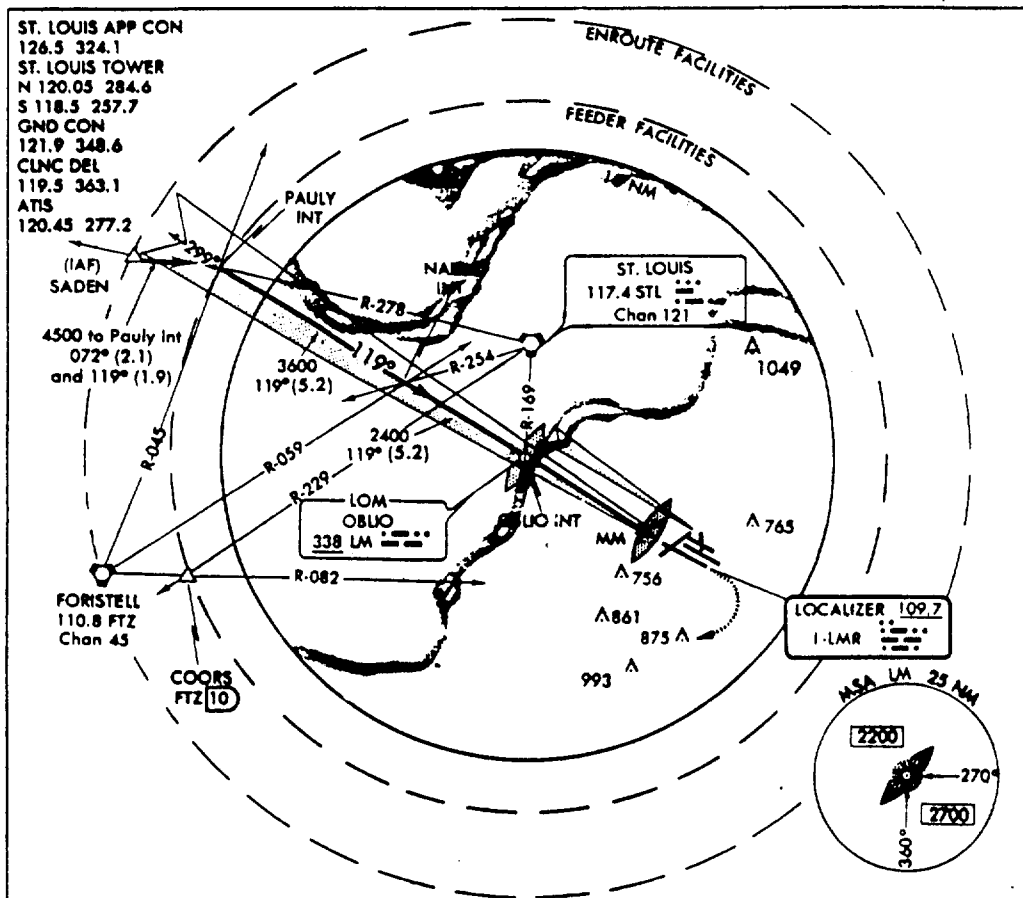 ST. LOUIS APP CON
126.5 324.1
ST. LOUIS TOWER
N 120.05 284.6
S 118.5 257.7
GND CON
121.9 348.6
CLNC DEL
119.5 363.1
ATIS
120.45 277.2
ENROUTE FACILITIES
FEEDER FACILITIES
10 NM
PAULY
INT
299°
(IAF)
SADEN
4500 to Pauly Int
072° (2.1)
and 119° (1.9)
R-278
INT
ST. LOUIS
117.4 STL
Chan 121
1049
119°
3600
119° (5.2)
R-254
R-169
2400
119° (5.2)
R-045
R-059
R-229
LOM
OBLIO
338 LM
LIO INT
MM
765
756
861
875
993
R-082
FORISTELL
110.8 FTZ
Chan 45
COORS
FTZ 10
LOCALIZER 109.7
I-LMR
MSA LM 25 NM
2200
270°
2700
360°